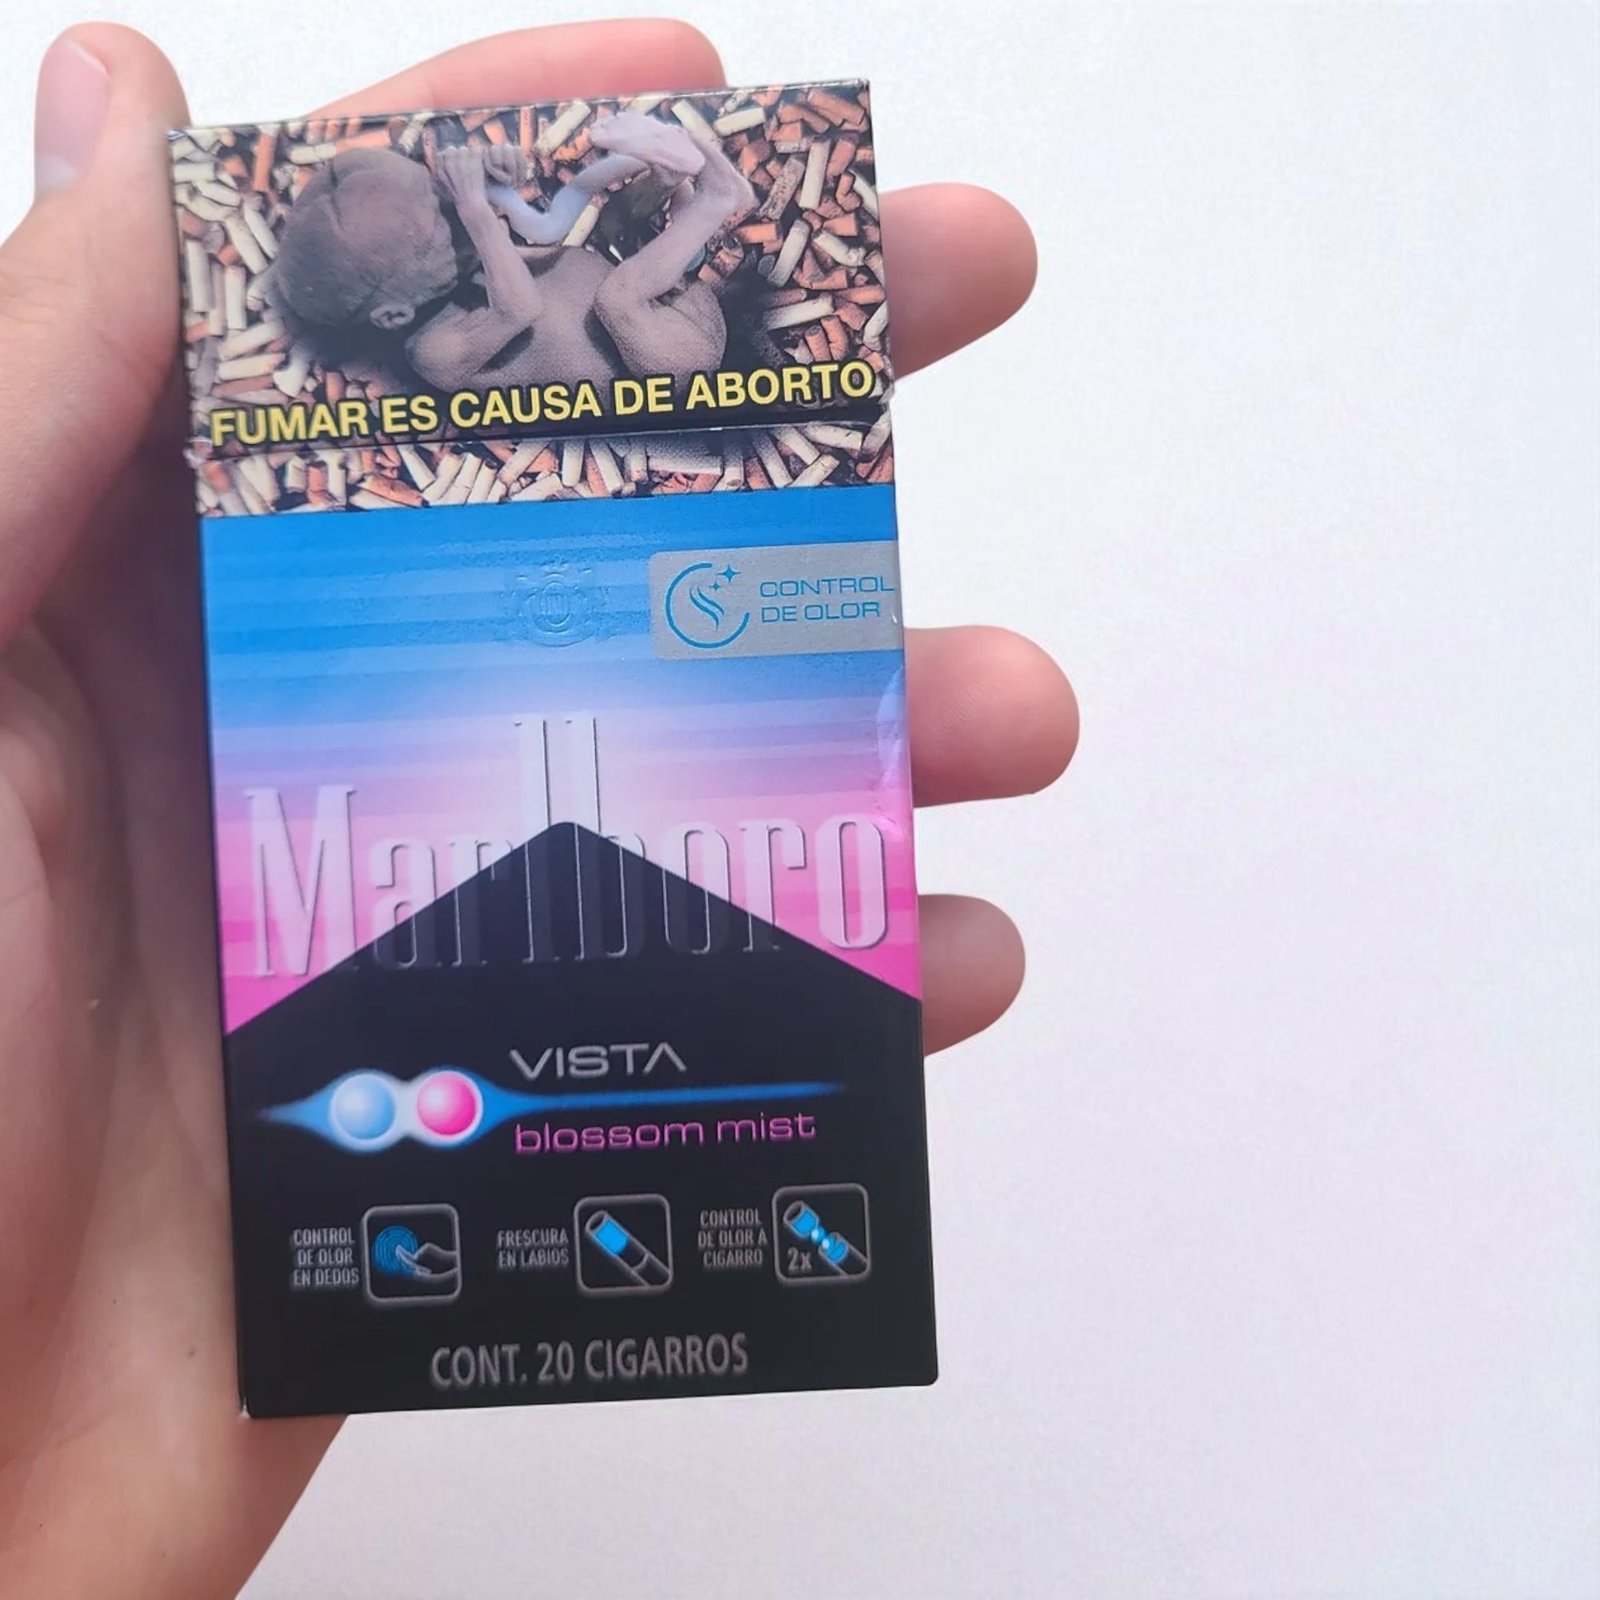 FUMAR ES CAUSA DE ABORTO
CONTROL
DE OLOR
Marlboro
VISTA
blossom mist
CONTROL
DE OLOR
EN DEDOS
FRESCURA
EN LABIOS
CONTROL
DE OLOR A
CIGARRO
2x
CONT. 20 CIGARROS